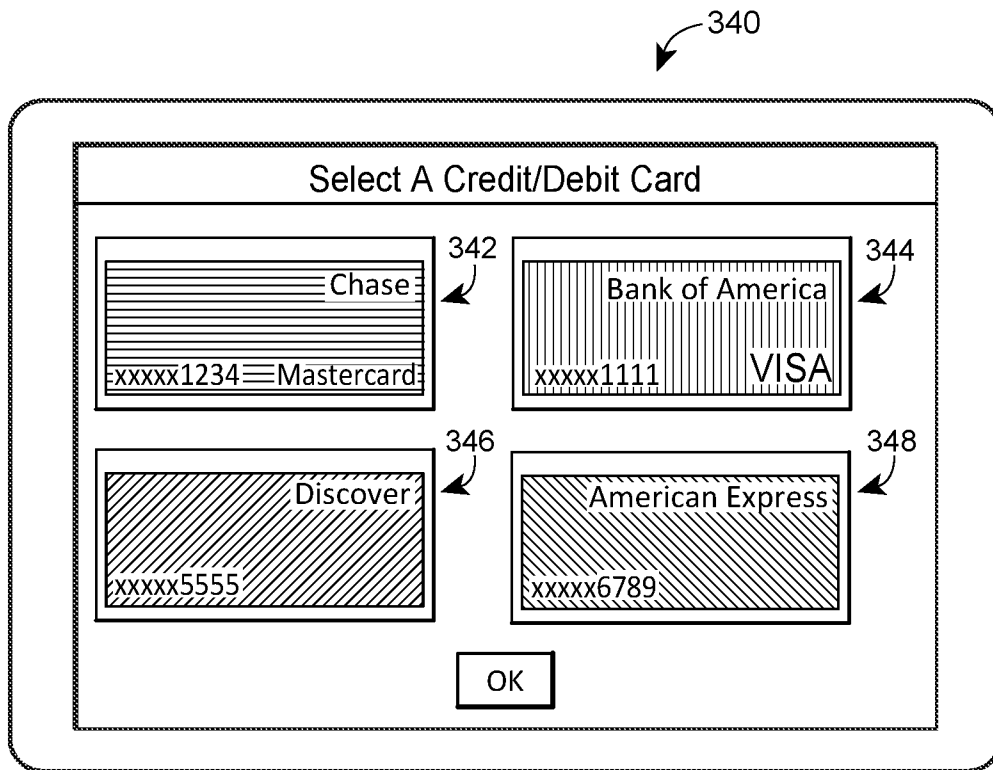 340
Select A Credit/Debit Card
342
344
Chase
Bank of America
xxxxx1234 Mastercard
xxxxx1111 VISA
346
348
Discover
American Express
xxxxx5555
xxxxx6789
OK